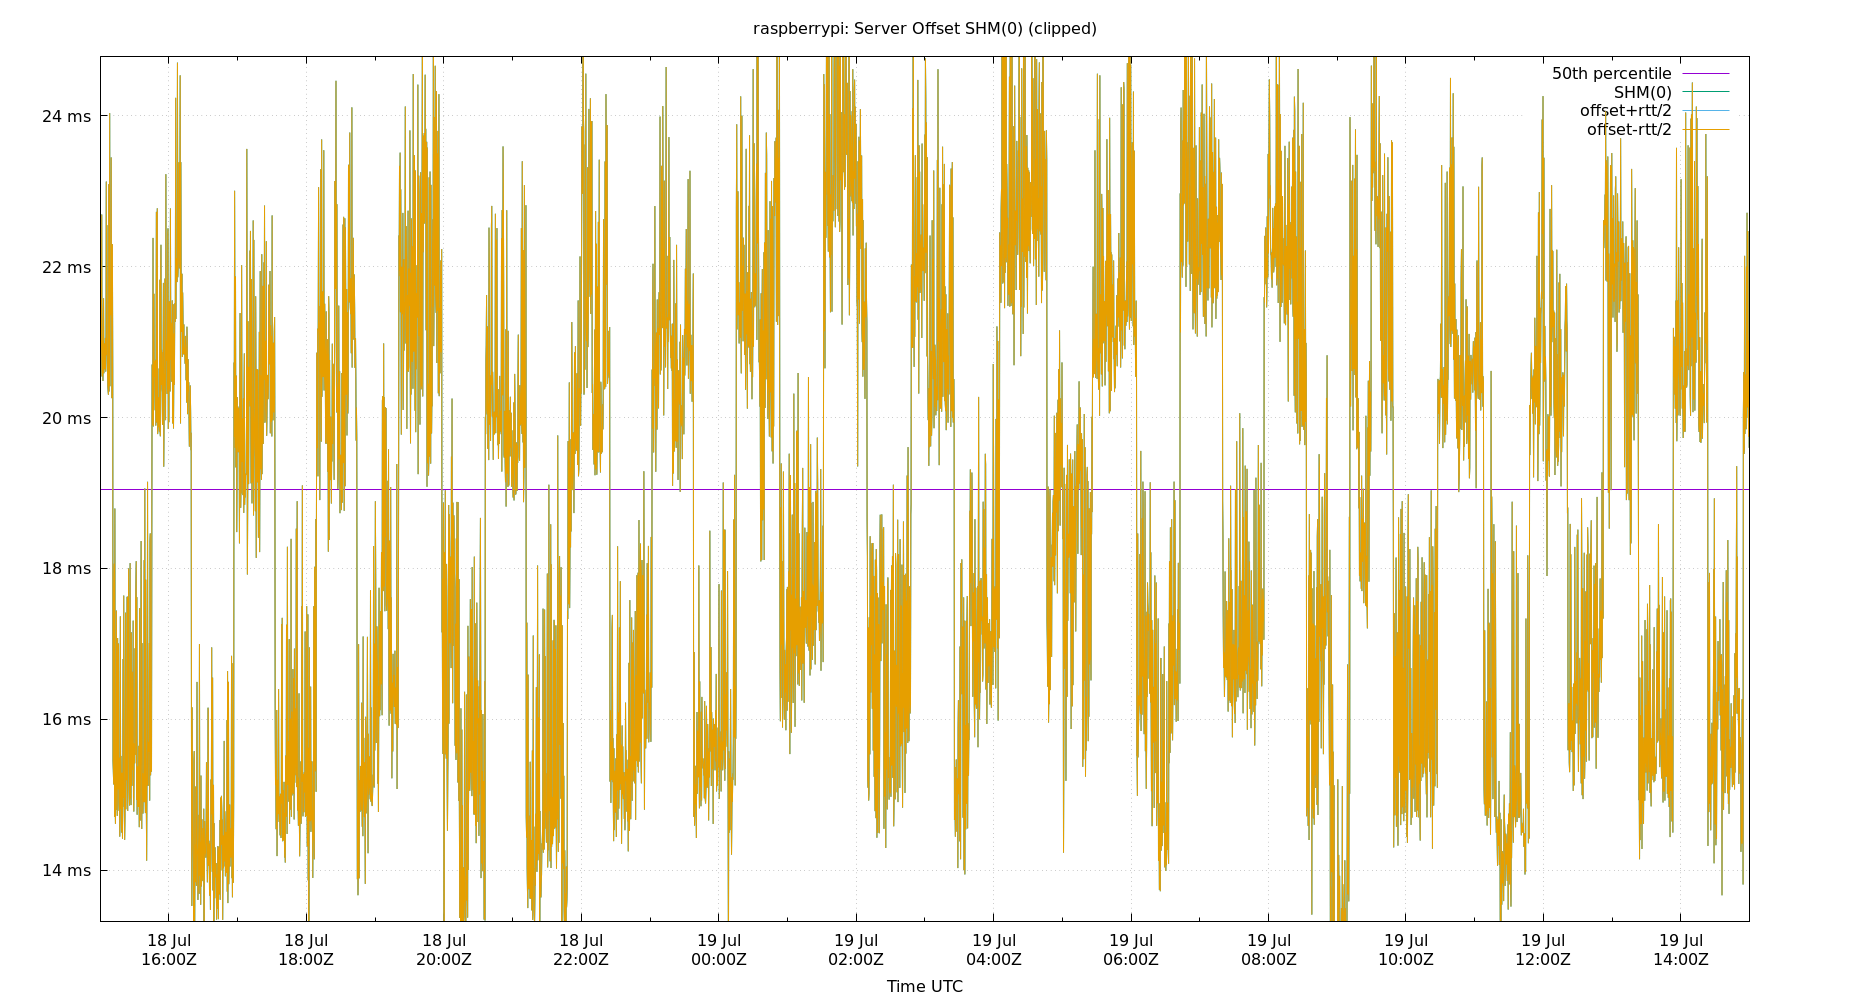 raspberrypi: Server Offset SHM(0) (clipped)
50th percentile
SHM(0)
offset+rtt/2
offset-rtt/2
24 ms
22 ms
20 ms
18 ms
16 ms
14 ms
18 Jul 18 Jul 18 Jul 18 Jul 19 Jul 19 Jul 19 Jul 19 Jul 19 Jul 19 Jul 19 Jul 19 Jul
16:00Z 18:00Z 20:00Z 22:00Z 00:00Z 02:00Z 04:00Z 06:00Z 08:00Z 10:00Z 12:00Z 14:00Z
Time UTC